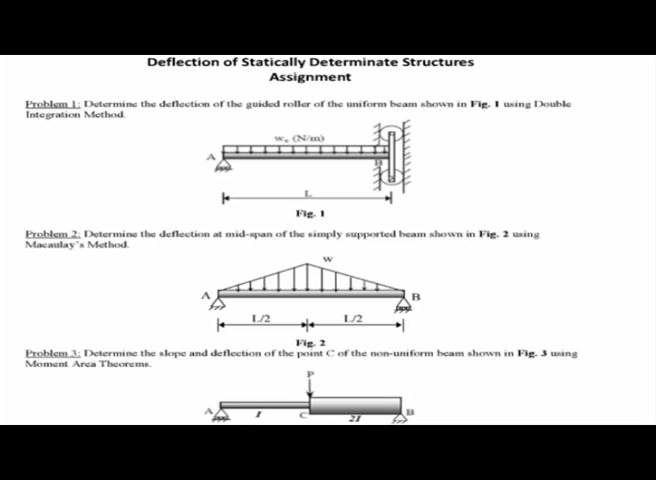 Deflection of Statically Determinate Structures
Assignment
Problem 1: Determine the deflection of the guided roller of the uniform beam shown in Fig. 1 using Double
Integration Method.
wₒ (N/m)
A
B
L
Fig. 1
Problem 2: Determine the deflection at mid-span of the simply supported beam shown in Fig. 2 using
Macaulay's Method.
w
A
B
L/2
L/2
Fig. 2
Problem 3: Determine the slope and deflection of the point C of the non-uniform beam shown in Fig. 3 using
Moment Area Theorems.
P
A
B
I
C
2I